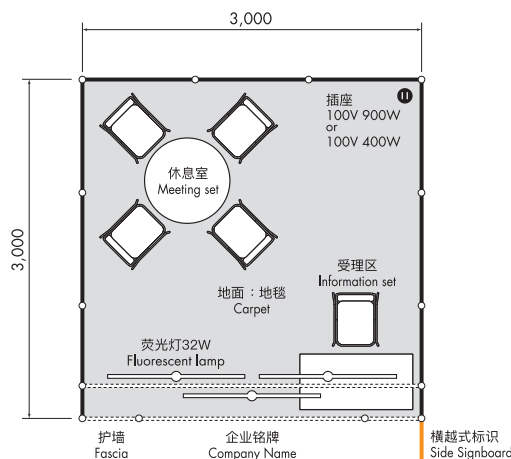 3,000
插座
100V 900W
or
100V 400W
休息室
Meeting set
3,000
受理区
Information set
地面：地毯
Carpet
荧光灯32W
Fluorescent lamp
护墙
Fascia
企业铭牌
Company Name
横越式标识
Side Signboard